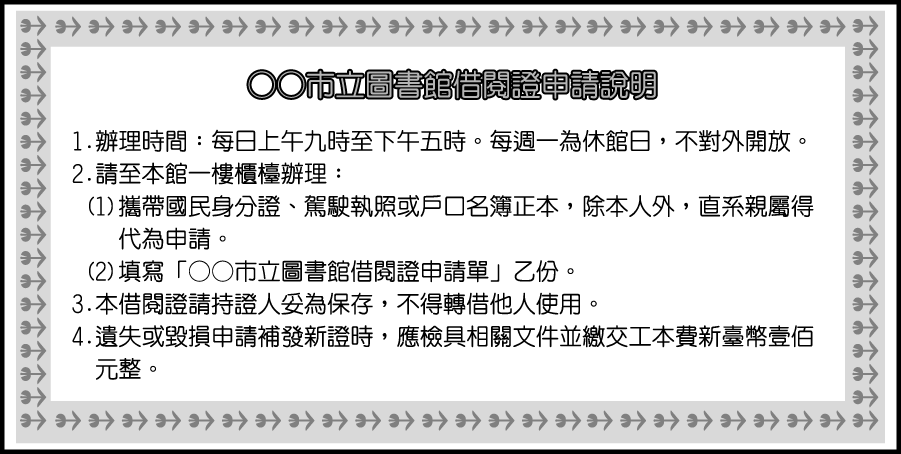 ○○市立圖書館借閱證申請說明
1.辦理時間：每日上午九時至下午五時。每週一為休館日，不對外開放。
2.請至本館一樓櫃檯辦理：
(1)攜帶國民身分證、駕駛執照或戶口名簿正本，除本人外，直系親屬得
代為申請。
(2)填寫「○○市立圖書館借閱證申請單」乙份。
3.本借閱證請持證人妥為保存，不得轉借他人使用。
4.遺失或毀損申請補發新證時，應檢具相關文件並繳交工本費新臺幣壹佰
元整。